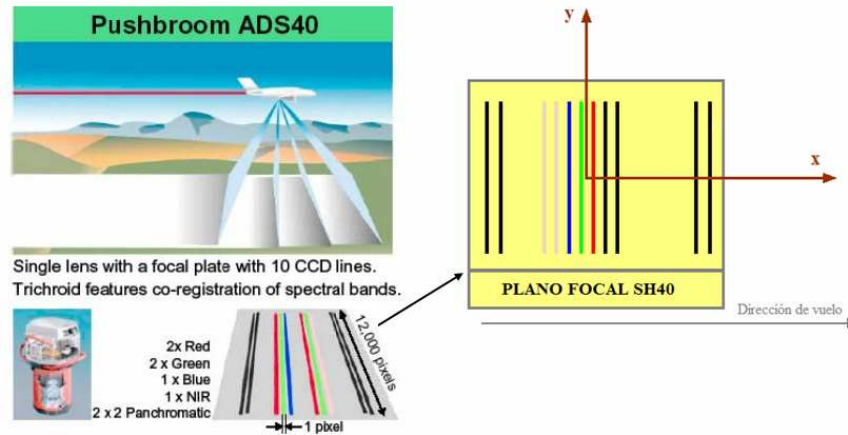 Pushbroom ADS40
Single lens with a focal plate with 10 CCD lines.
Trichroid features co-registration of spectral bands.
2x Red
2 x Green
1 x Blue
1 x NIR
2 x 2 Panchromatic
12,000 pixels
1 pixel
y
x
PLANO FOCAL SH40
Dirección de vuelo